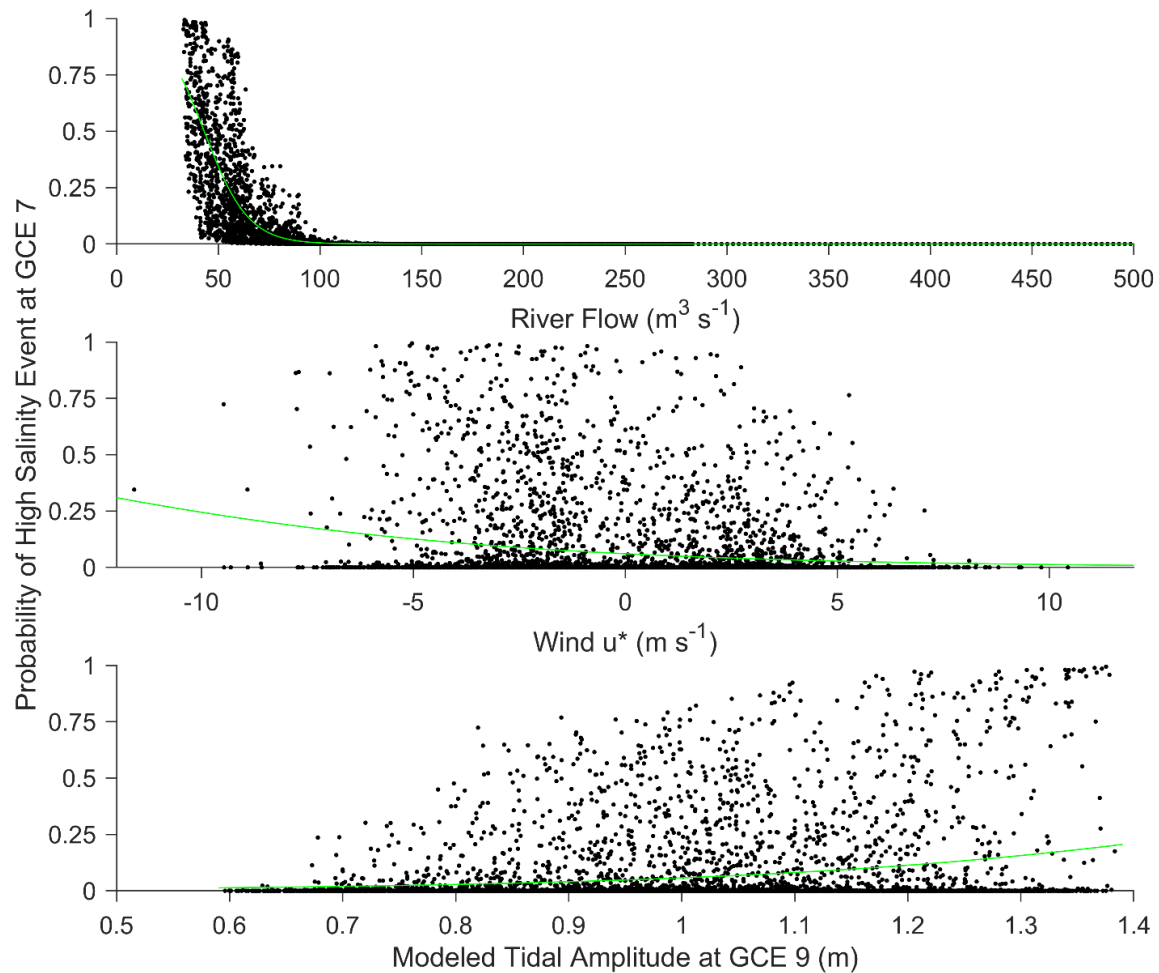 Probability of High Salinity Event at GCE 7
1
0.75
0.5
0.25
0
0 50 100 150 200 250 300 350 400 450 500
River Flow (m³ s⁻¹)
1
0.75
0.5
0.25
0
-10 -5 0 5 10
Wind u* (m s⁻¹)
1
0.75
0.5
0.25
0
0.5 0.6 0.7 0.8 0.9 1 1.1 1.2 1.3 1.4
Modeled Tidal Amplitude at GCE 9 (m)